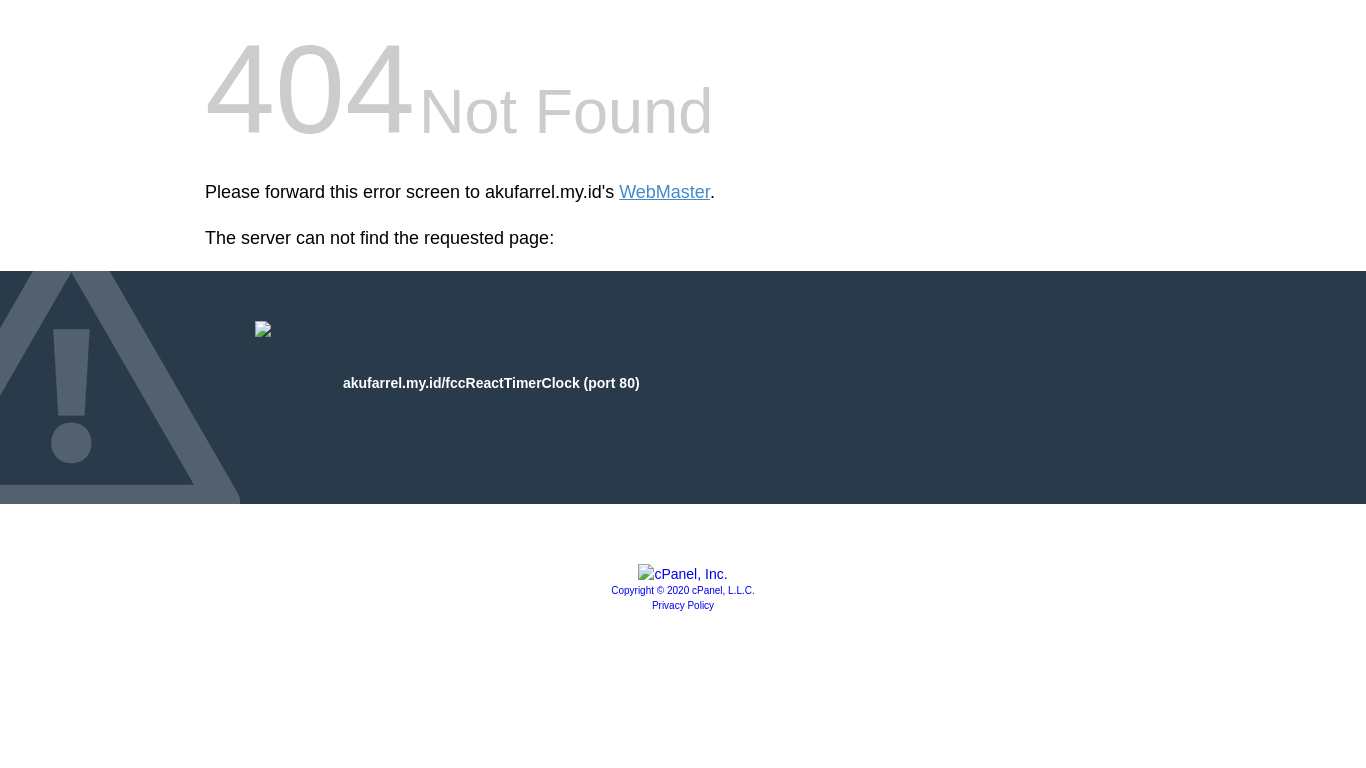 404 Not Found
Please forward this error screen to akufarrel.my.id's WebMaster.
The server can not find the requested page:
akufarrel.my.id/fccReactTimerClock (port 80)
cPanel, Inc.
Copyright © 2020 cPanel, L.L.C.
Privacy Policy